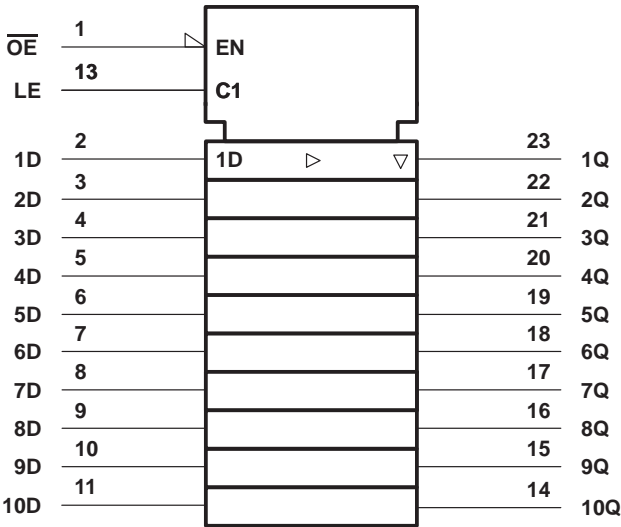 O̅E̅ 1 EN
LE 13 C1
1D 2 1D 23 1Q
2D 3 22 2Q
3D 4 21 3Q
4D 5 20 4Q
5D 6 19 5Q
6D 7 18 6Q
7D 8 17 7Q
8D 9 16 8Q
9D 10 15 9Q
10D 11 14 10Q